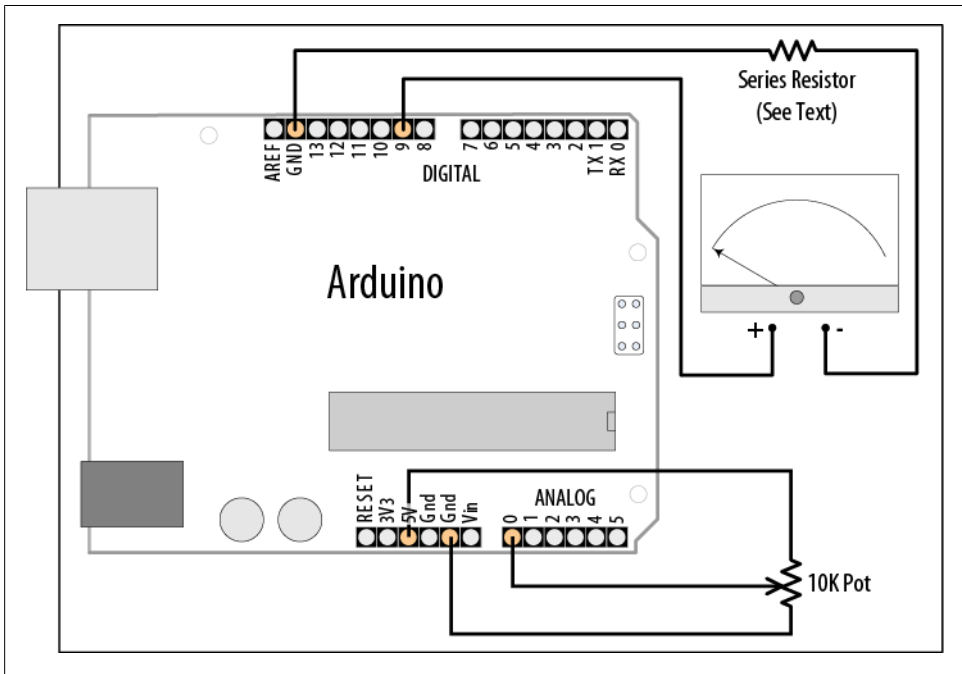 Series Resistor
(See Text)
AREF
GND
13
12
11
10
9
8
7
6
5
4
3
2
TX 1
RX 0
DIGITAL
Arduino
+
-
RESET
3V3
5V
Gnd
Gnd
Vin
ANALOG
0
1
2
3
4
5
10K Pot